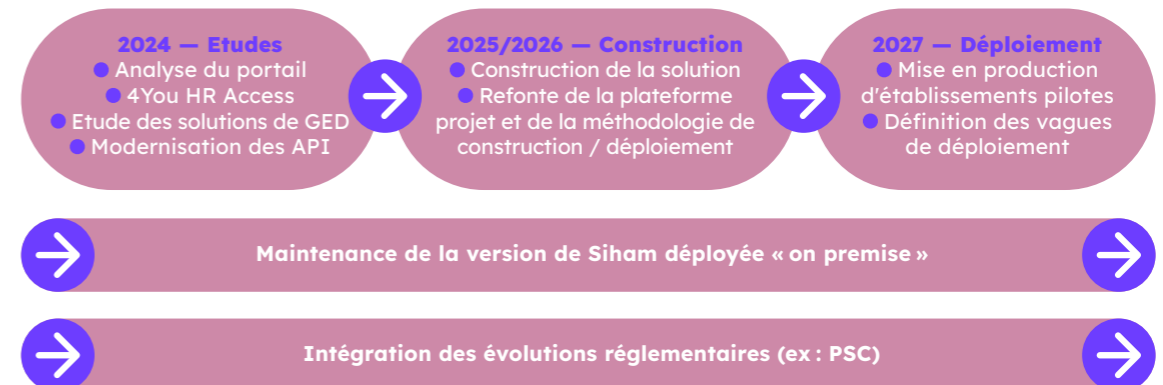 2024 — Etudes
● Analyse du portail
● 4You HR Access
● Etude des solutions de GED
● Modernisation des API
2025/2026 — Construction
● Construction de la solution
● Refonte de la plateforme
projet et de la méthodologie de
construction / déploiement
2027 — Déploiement
● Mise en production
d'établissements pilotes
● Définition des vagues
de déploiement
Maintenance de la version de Siham déployée « on premise »
Intégration des évolutions réglementaires (ex : PSC)